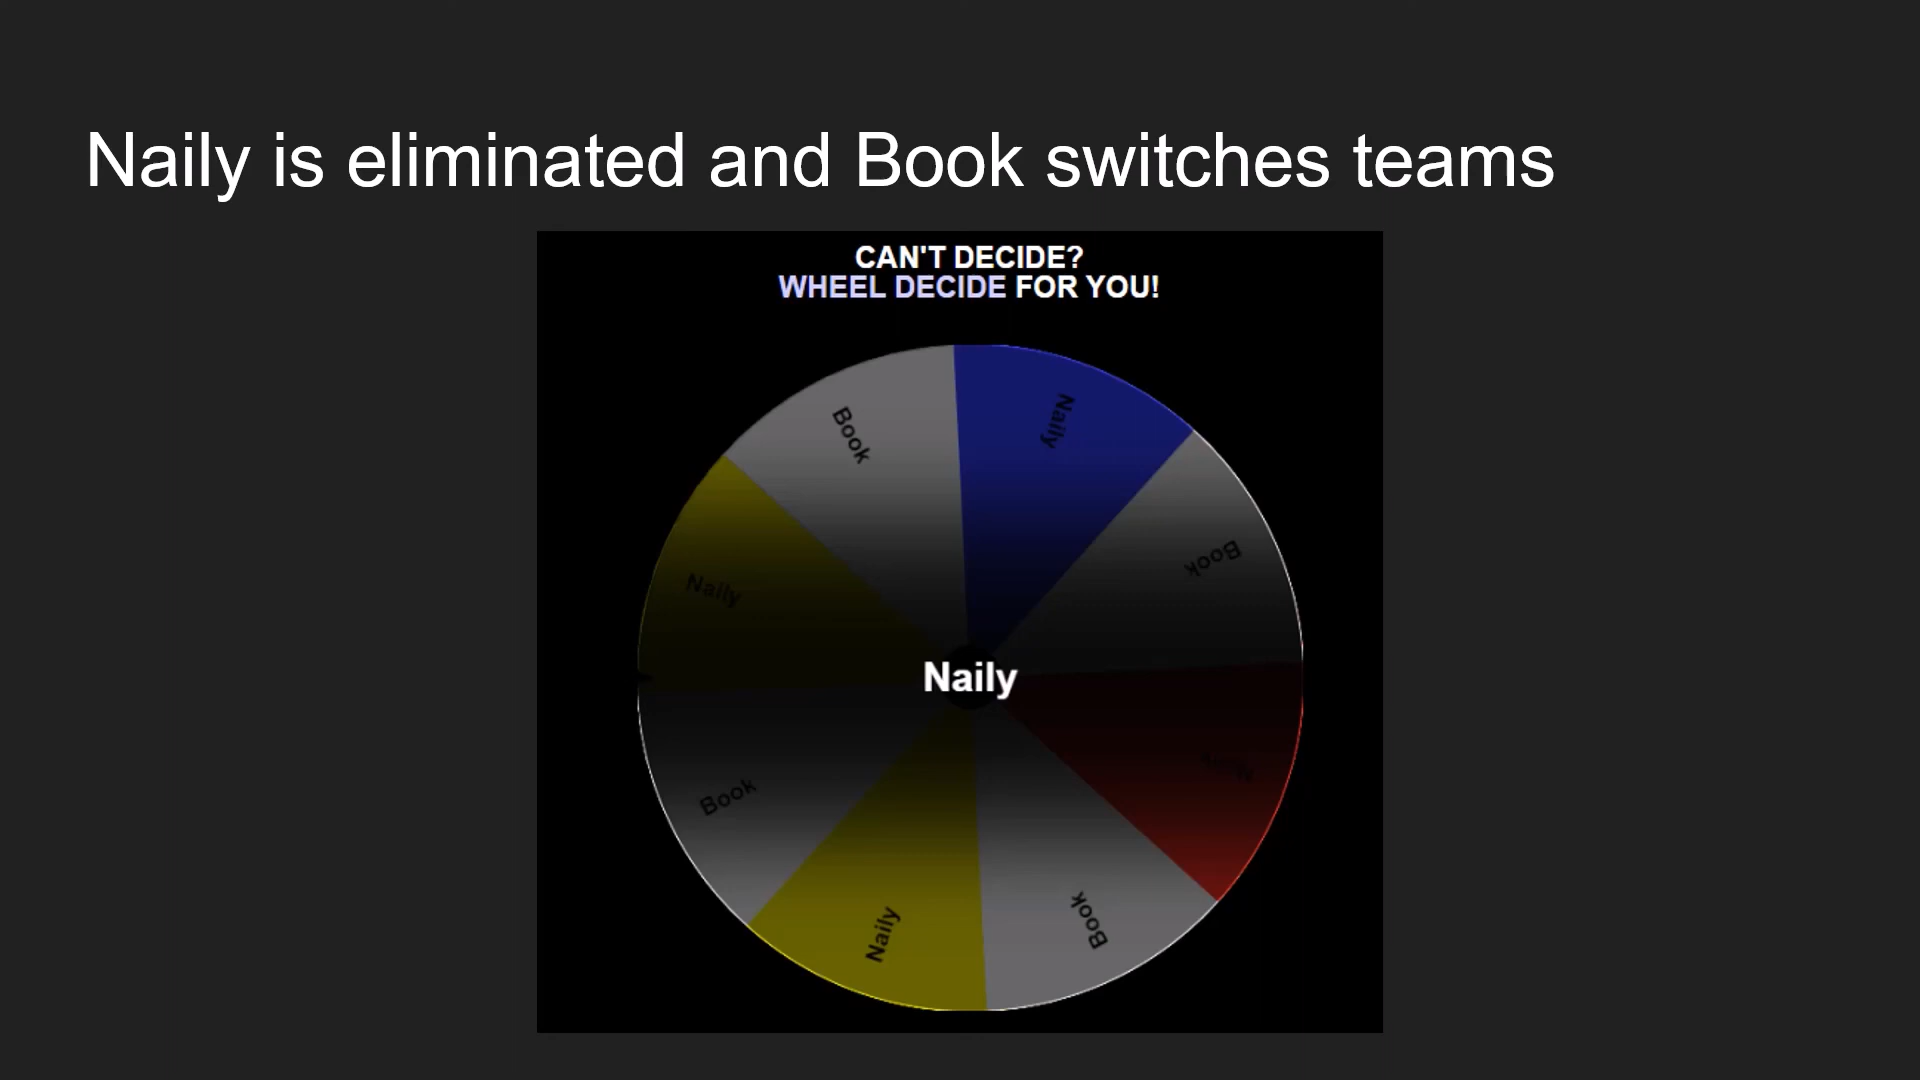 Naily is eliminated and Book switches teams
CAN'T DECIDE?
WHEEL DECIDE FOR YOU!
Book
Naily
Naily
Book
Naily
Book
Naily
Book